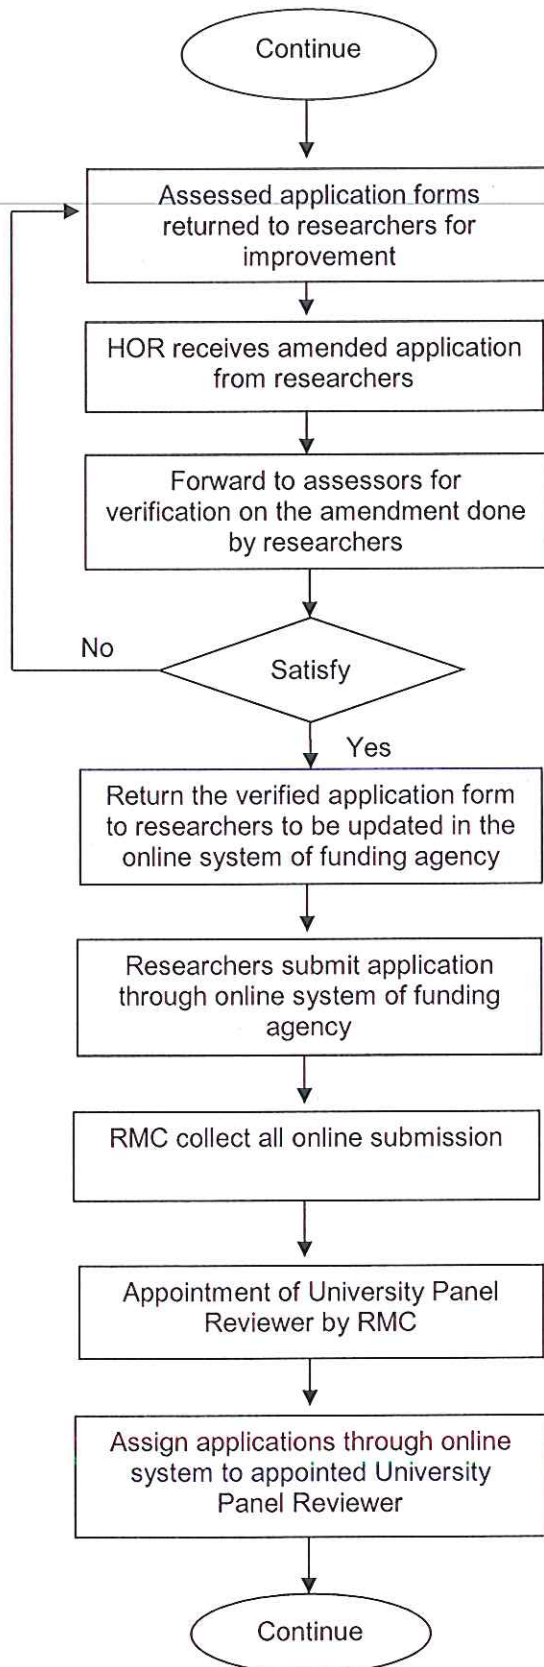 Continue
Assessed application forms
returned to researchers for
improvement
HOR receives amended application
from researchers
Forward to assessors for
verification on the amendment done
by researchers
No
Satisfy
Yes
Return the verified application form
to researchers to be updated in the
online system of funding agency
Researchers submit application
through online system of funding
agency
RMC collect all online submission
Appointment of University Panel
Reviewer by RMC
Assign applications through online
system to appointed University
Panel Reviewer
Continue